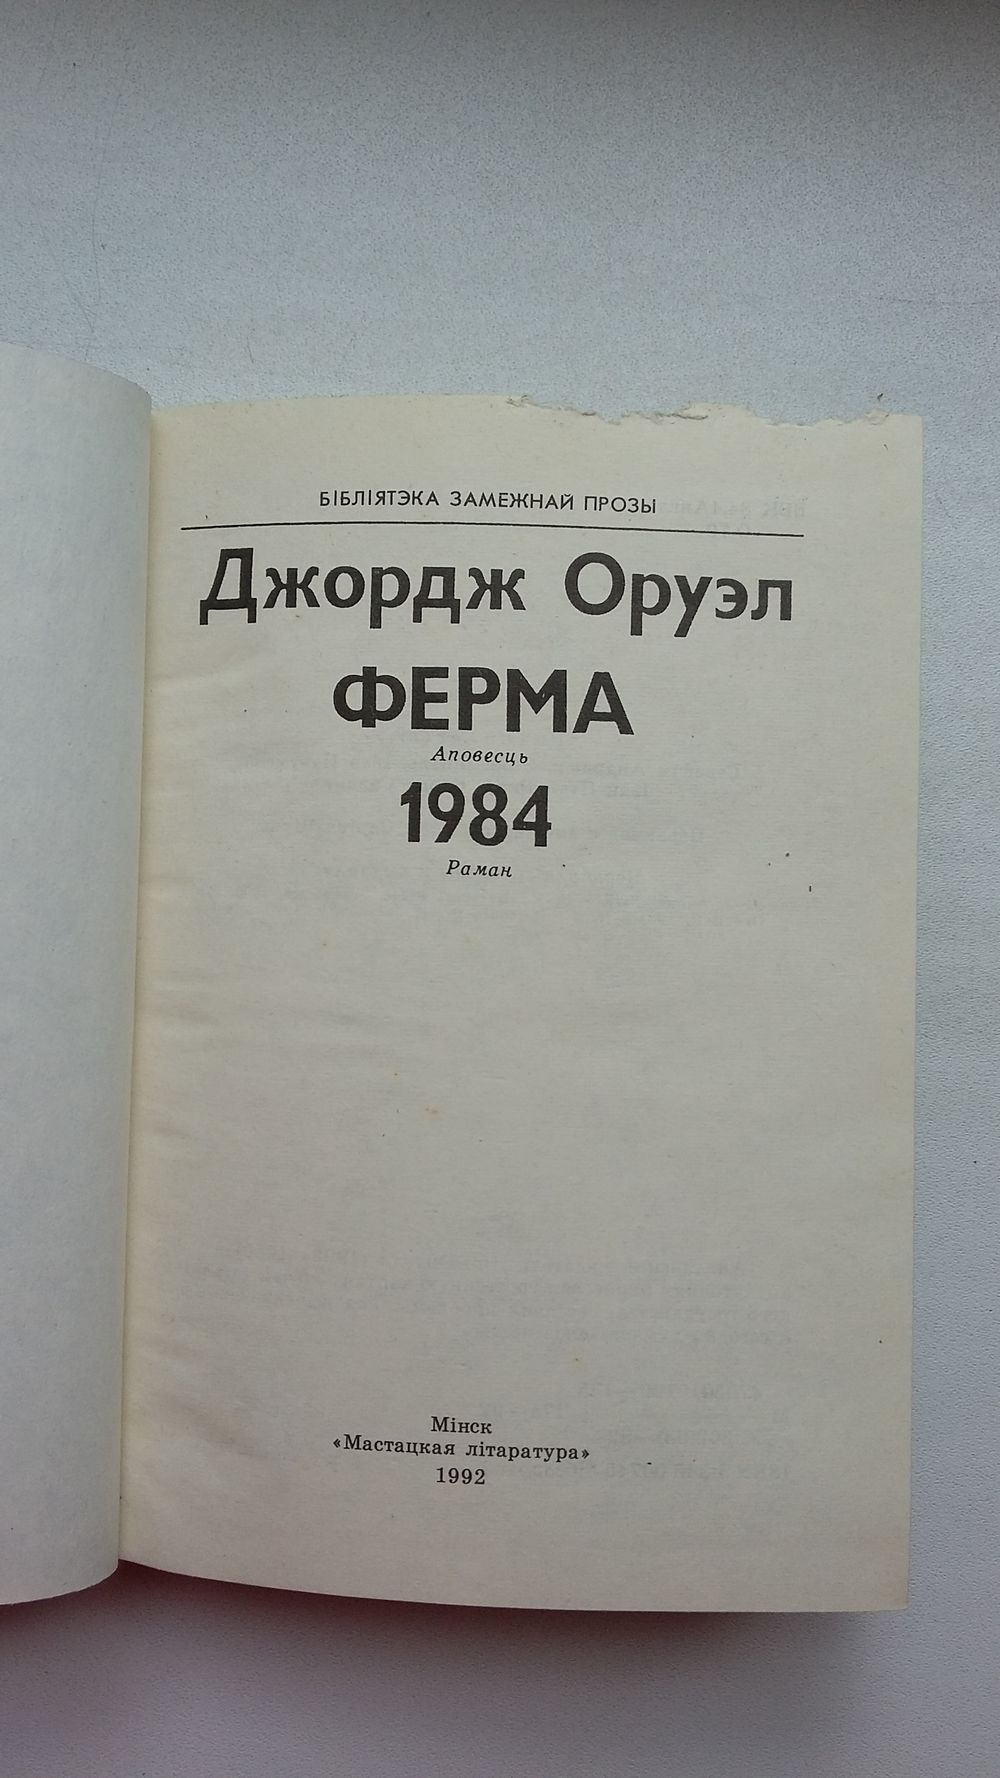 БІБЛІЯТЭКА ЗАМЕЖНАЙ ПРОЗЫ
Джордж Оруэл
ФЕРМА
Аповесць
1984
Раман
Мінск
«Мастацкая літаратура»
1992